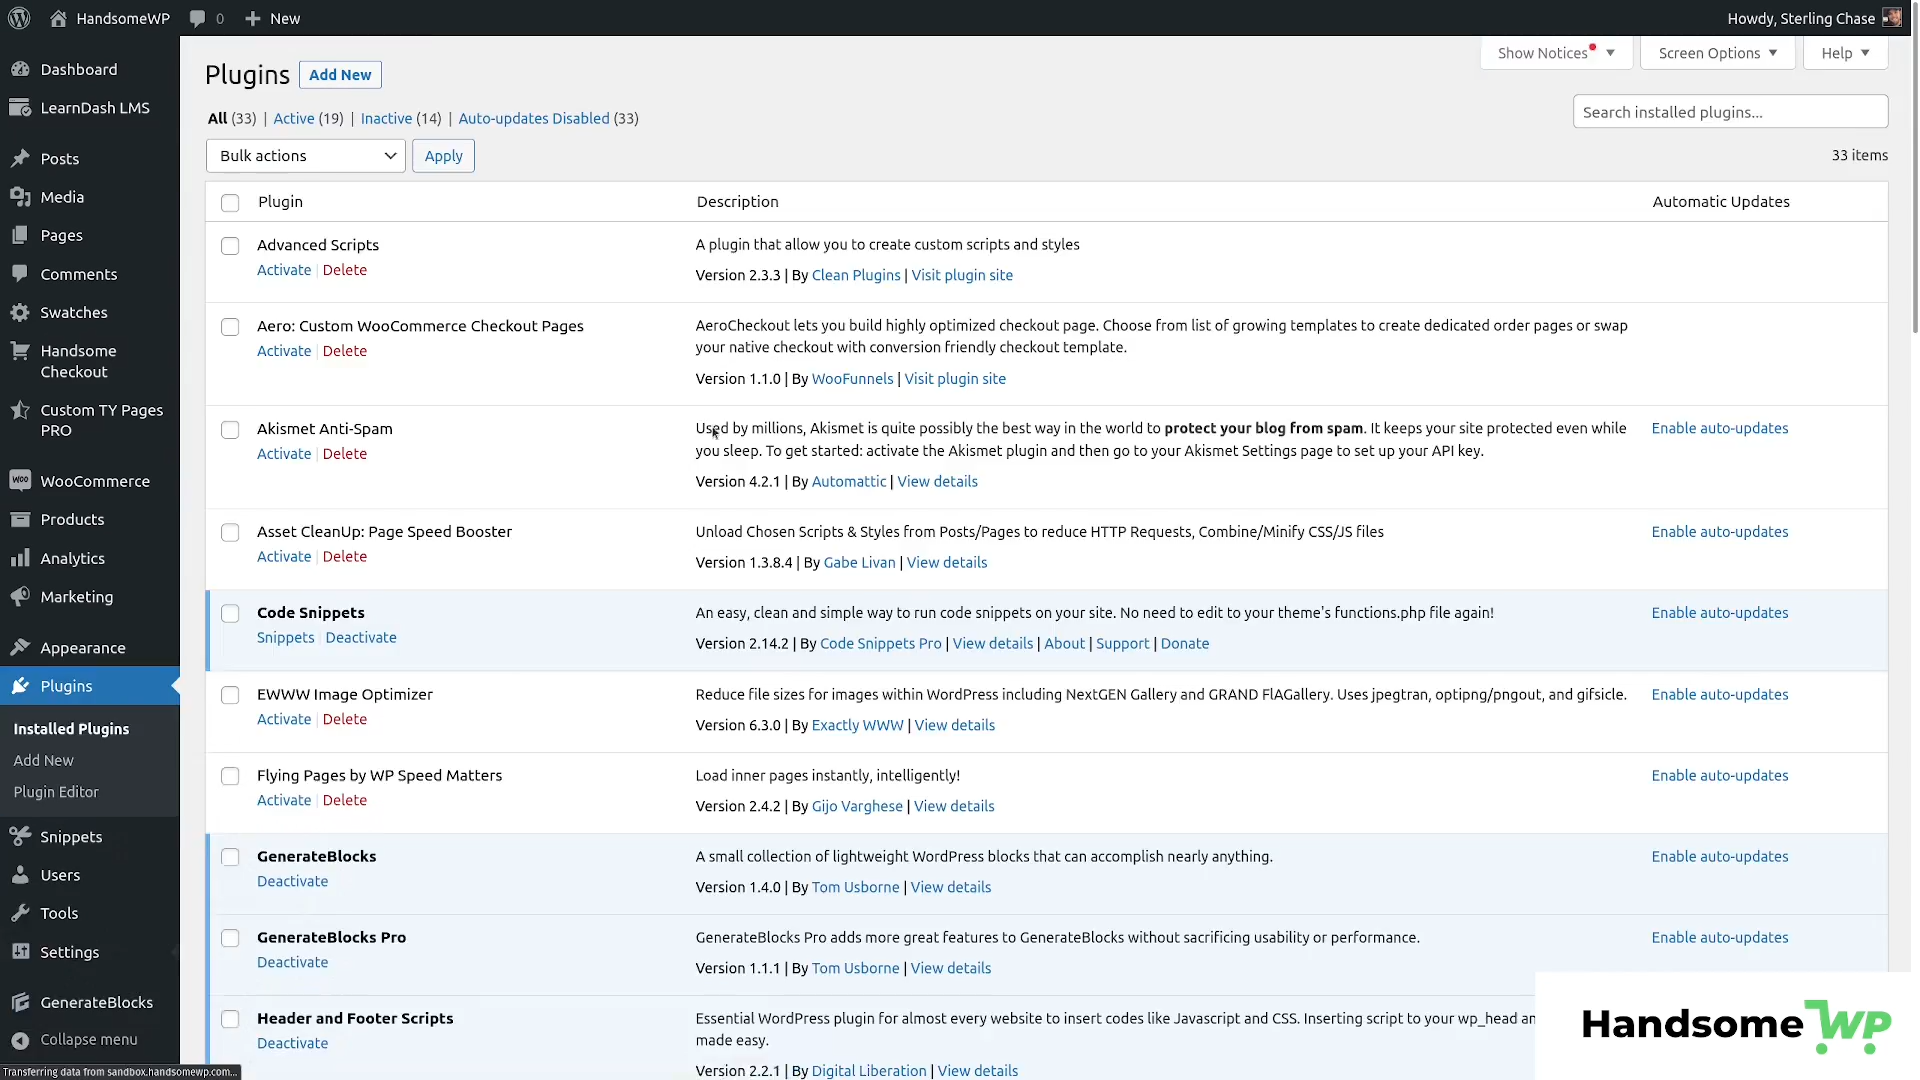 HandsomeWP 0 New Howdy, Sterling Chase
Show Notices Screen Options Help
Plugins Add New
All (33) | Active (19) | Inactive (14) | Auto-updates Disabled (33)
Search installed plugins...
Bulk actions Apply
33 items
Plugin Description Automatic Updates
Advanced Scripts
Activate | Delete
A plugin that allow you to create custom scripts and styles
Version 2.3.3 | By Clean Plugins | Visit plugin site
Aero: Custom WooCommerce Checkout Pages
Activate | Delete
AeroCheckout lets you build highly optimized checkout page. Choose from list of growing templates to create dedicated order pages or swap
your native checkout with conversion friendly checkout template.
Version 1.1.0 | By WooFunnels | Visit plugin site
Akismet Anti-Spam
Activate | Delete
Used by millions, Akismet is quite possibly the best way in the world to protect your blog from spam. It keeps your site protected even while
you sleep. To get started: activate the Akismet plugin and then go to your Akismet Settings page to set up your API key.
Version 4.2.1 | By Automattic | View details
Enable auto-updates
Asset CleanUp: Page Speed Booster
Activate | Delete
Unload Chosen Scripts & Styles from Posts/Pages to reduce HTTP Requests, Combine/Minify CSS/JS files
Version 1.3.8.4 | By Gabe Livan | View details
Enable auto-updates
Code Snippets
Snippets | Deactivate
An easy, clean and simple way to run code snippets on your site. No need to edit to your theme's functions.php file again!
Version 2.14.2 | By Code Snippets Pro | View details | About | Support | Donate
Enable auto-updates
EWWW Image Optimizer
Activate | Delete
Reduce file sizes for images within WordPress including NextGEN Gallery and GRAND FlAGallery. Uses jpegtran, optipng/pngout, and gifsicle.
Version 6.3.0 | By Exactly WWW | View details
Enable auto-updates
Flying Pages by WP Speed Matters
Activate | Delete
Load inner pages instantly, intelligently!
Version 2.4.2 | By Gijo Varghese | View details
Enable auto-updates
GenerateBlocks
Deactivate
A small collection of lightweight WordPress blocks that can accomplish nearly anything.
Version 1.4.0 | By Tom Usborne | View details
Enable auto-updates
GenerateBlocks Pro
Deactivate
GenerateBlocks Pro adds more great features to GenerateBlocks without sacrificing usability or performance.
Version 1.1.1 | By Tom Usborne | View details
Enable auto-updates
Header and Footer Scripts
Deactivate
Essential WordPress plugin for almost every website to insert codes like Javascript and CSS. Inserting script to your wp_head an
made easy.
Version 2.2.1 | By Digital Liberation | View details
Dashboard
LearnDash LMS
Posts
Media
Pages
Comments
Swatches
Handsome
Checkout
Custom TY Pages
PRO
WooCommerce
Products
Analytics
Marketing
Appearance
Plugins
Installed Plugins
Add New
Plugin Editor
Snippets
Users
Tools
Settings
GenerateBlocks
Collapse menu
Transferring data from sandbox.handsomewp.com...
HandsomeWP